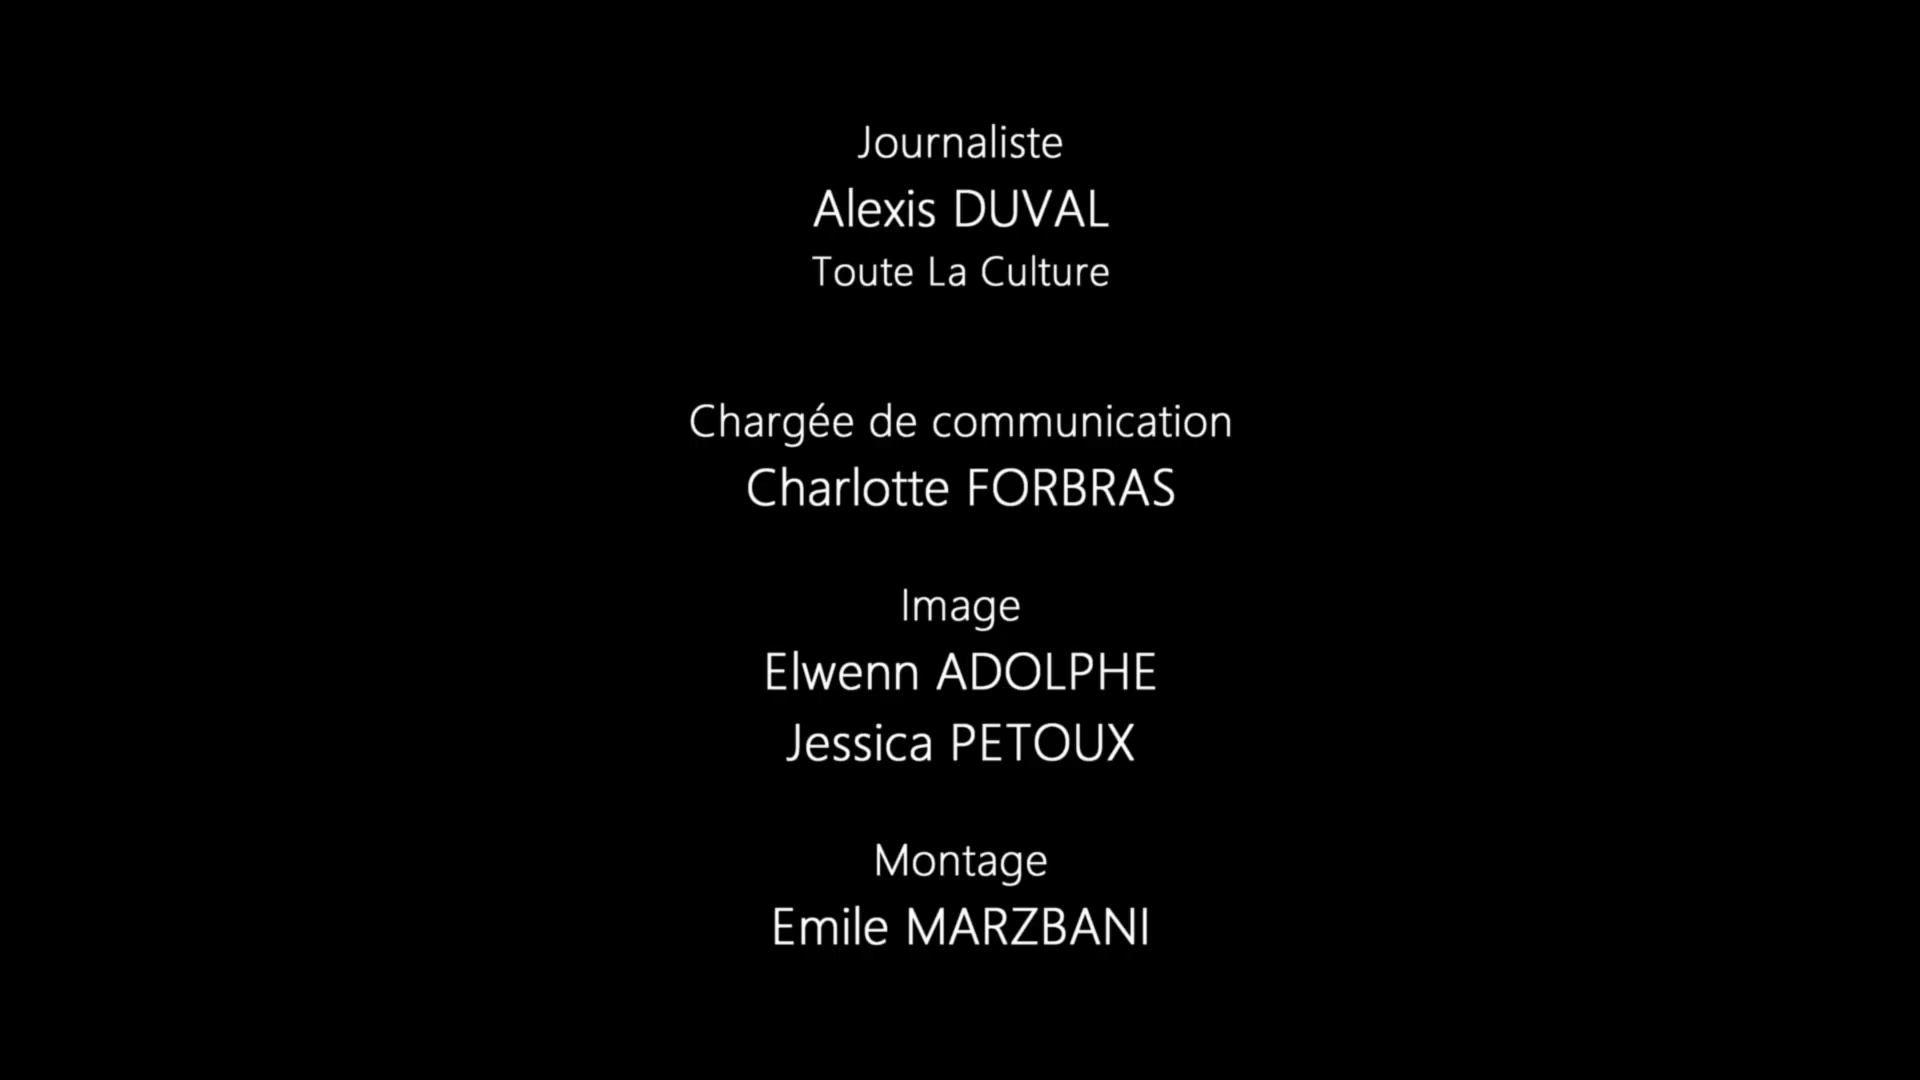 Journaliste
Alexis DUVAL
Toute La Culture
Chargée de communication
Charlotte FORBRAS
Image
Elwenn ADOLPHE
Jessica PETOUX
Montage
Emile MARZBANI